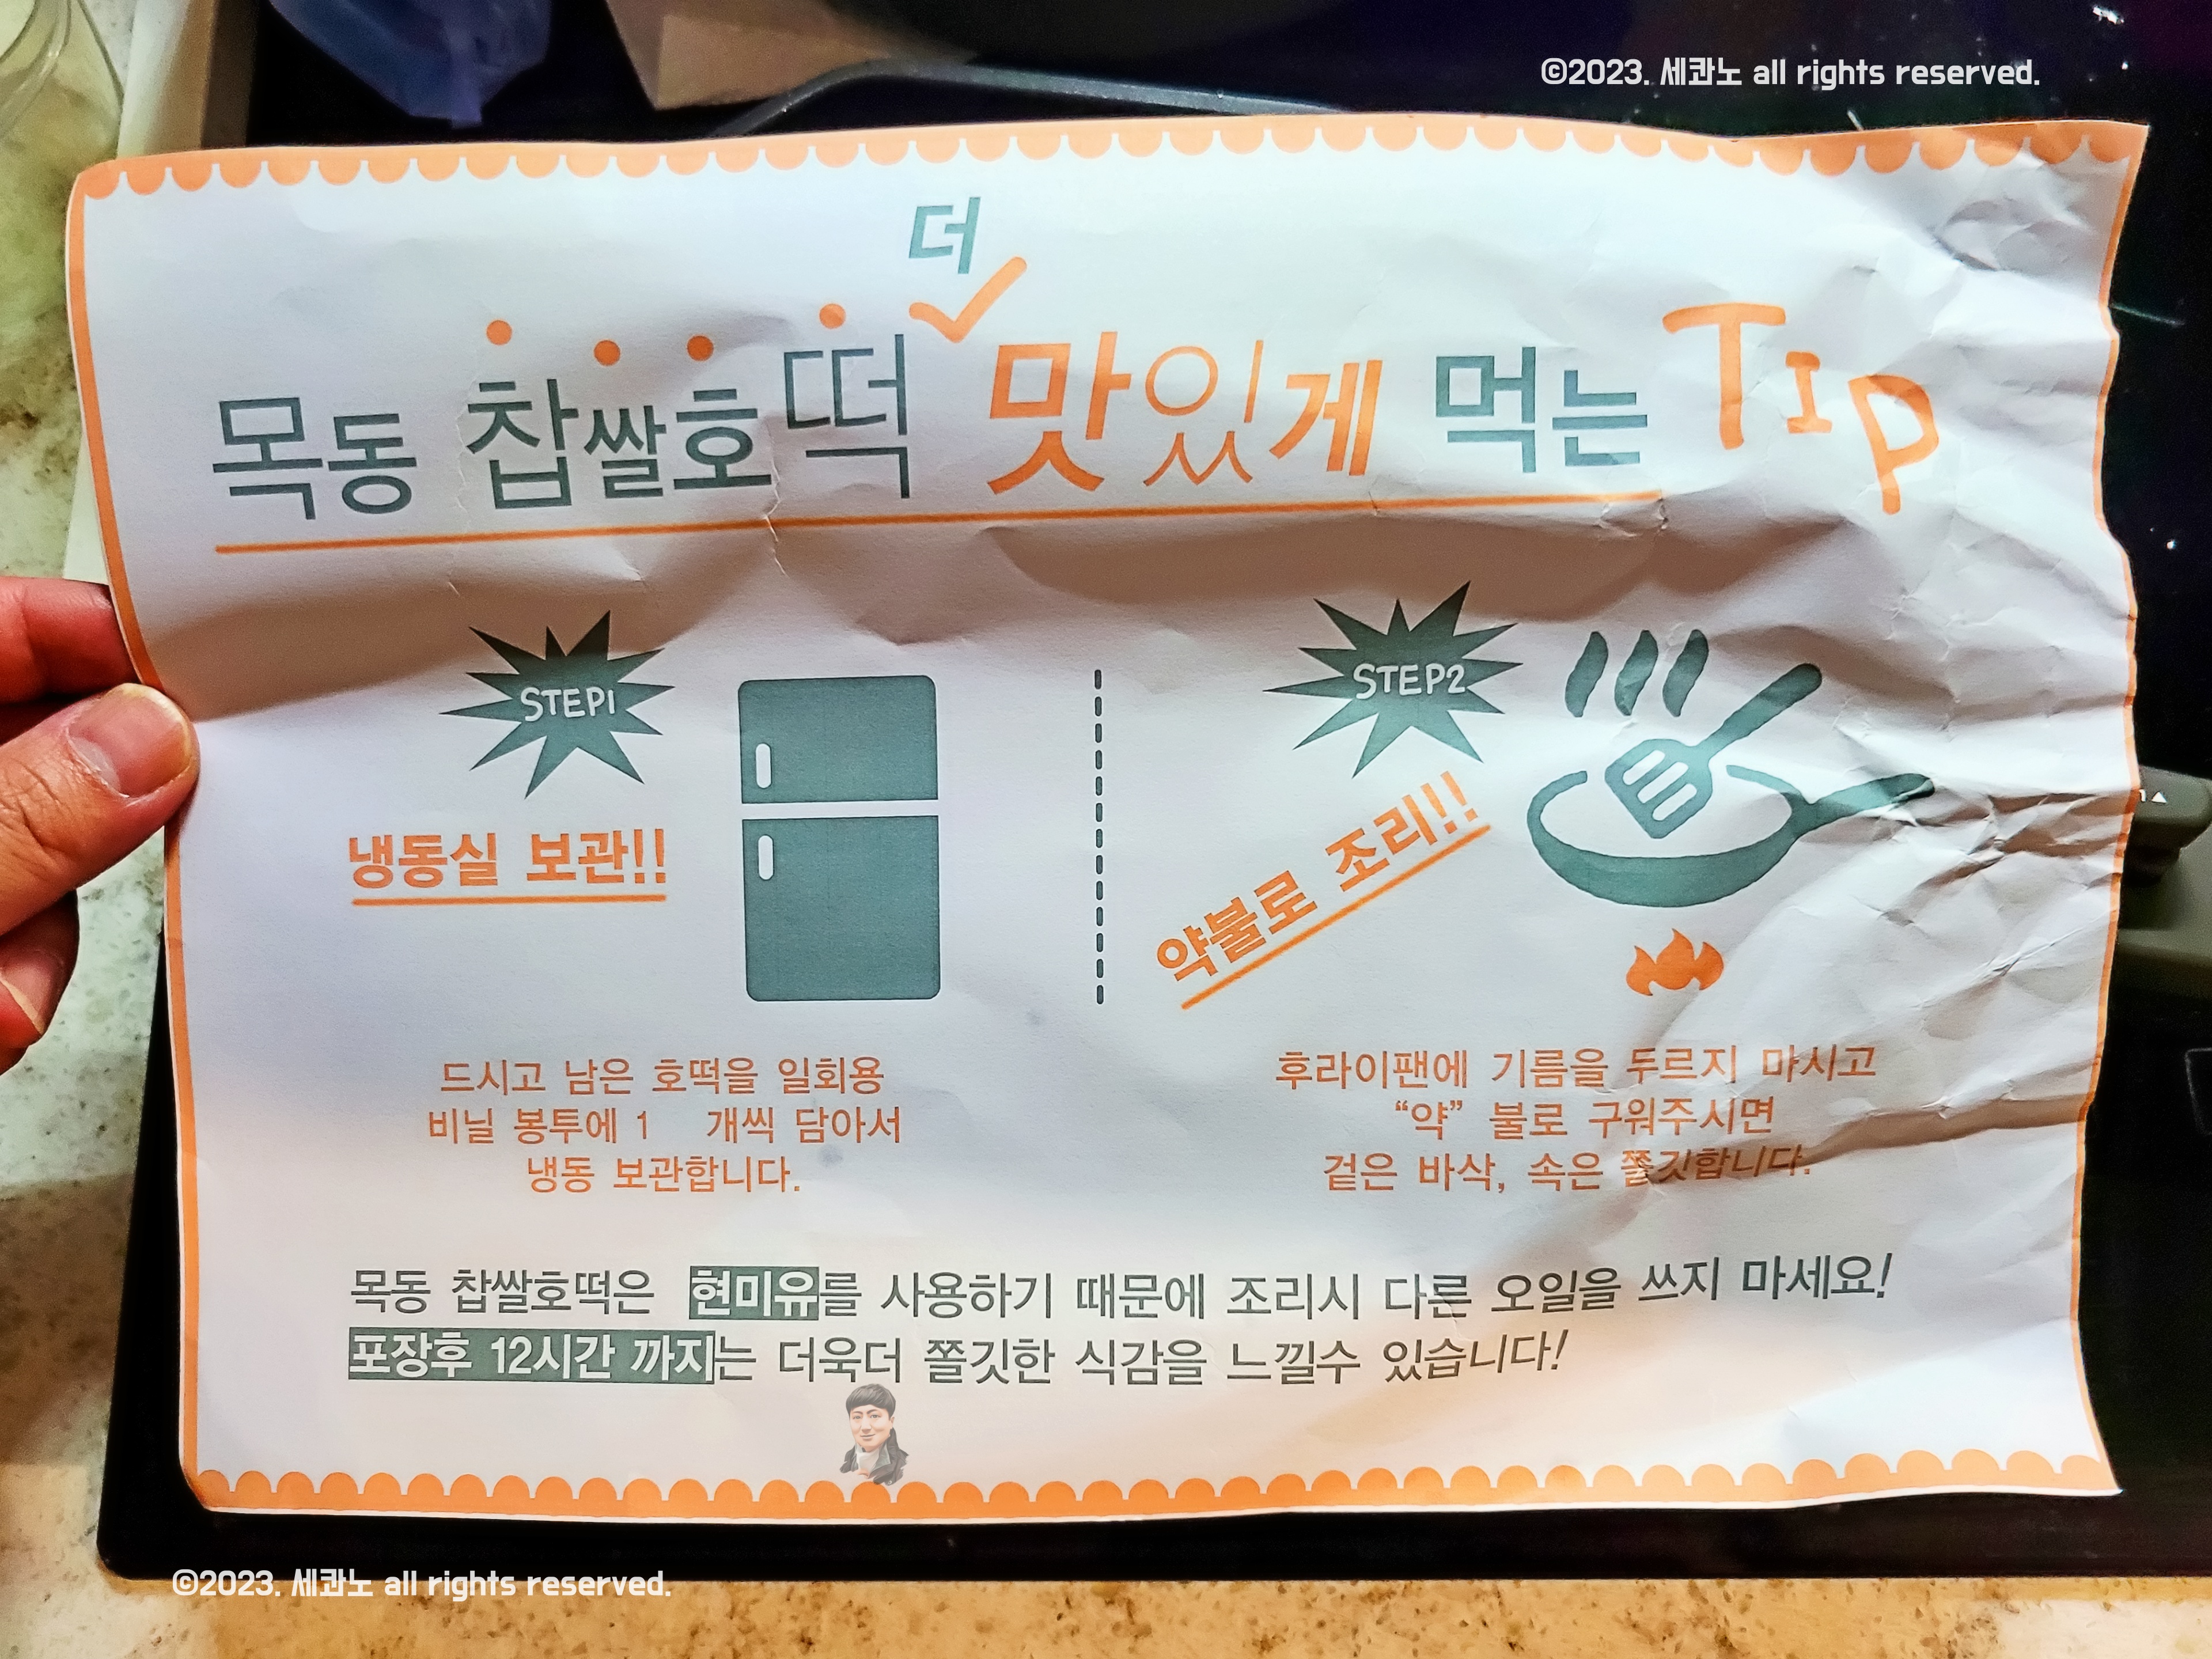 ©2023. 세콴노 all rights reserved.
더
목동 찹쌀호떡 맛있게 먹는 TIP
STEP1
냉동실 보관!!
드시고 남은 호떡을 일회용
비닐 봉투에 1 개씩 담아서
냉동 보관합니다.
STEP2
약불로 조리!!
후라이팬에 기름을 두르지 마시고
“약” 불로 구워주시면
겉은 바삭, 속은 쫄깃합니다.
목동 찹쌀호떡은 현미유를 사용하기 때문에 조리시 다른 오일을 쓰지 마세요!
포장후 12시간 까지는 더욱더 쫄깃한 식감을 느낄수 있습니다!
©2023. 세콴노 all rights reserved.